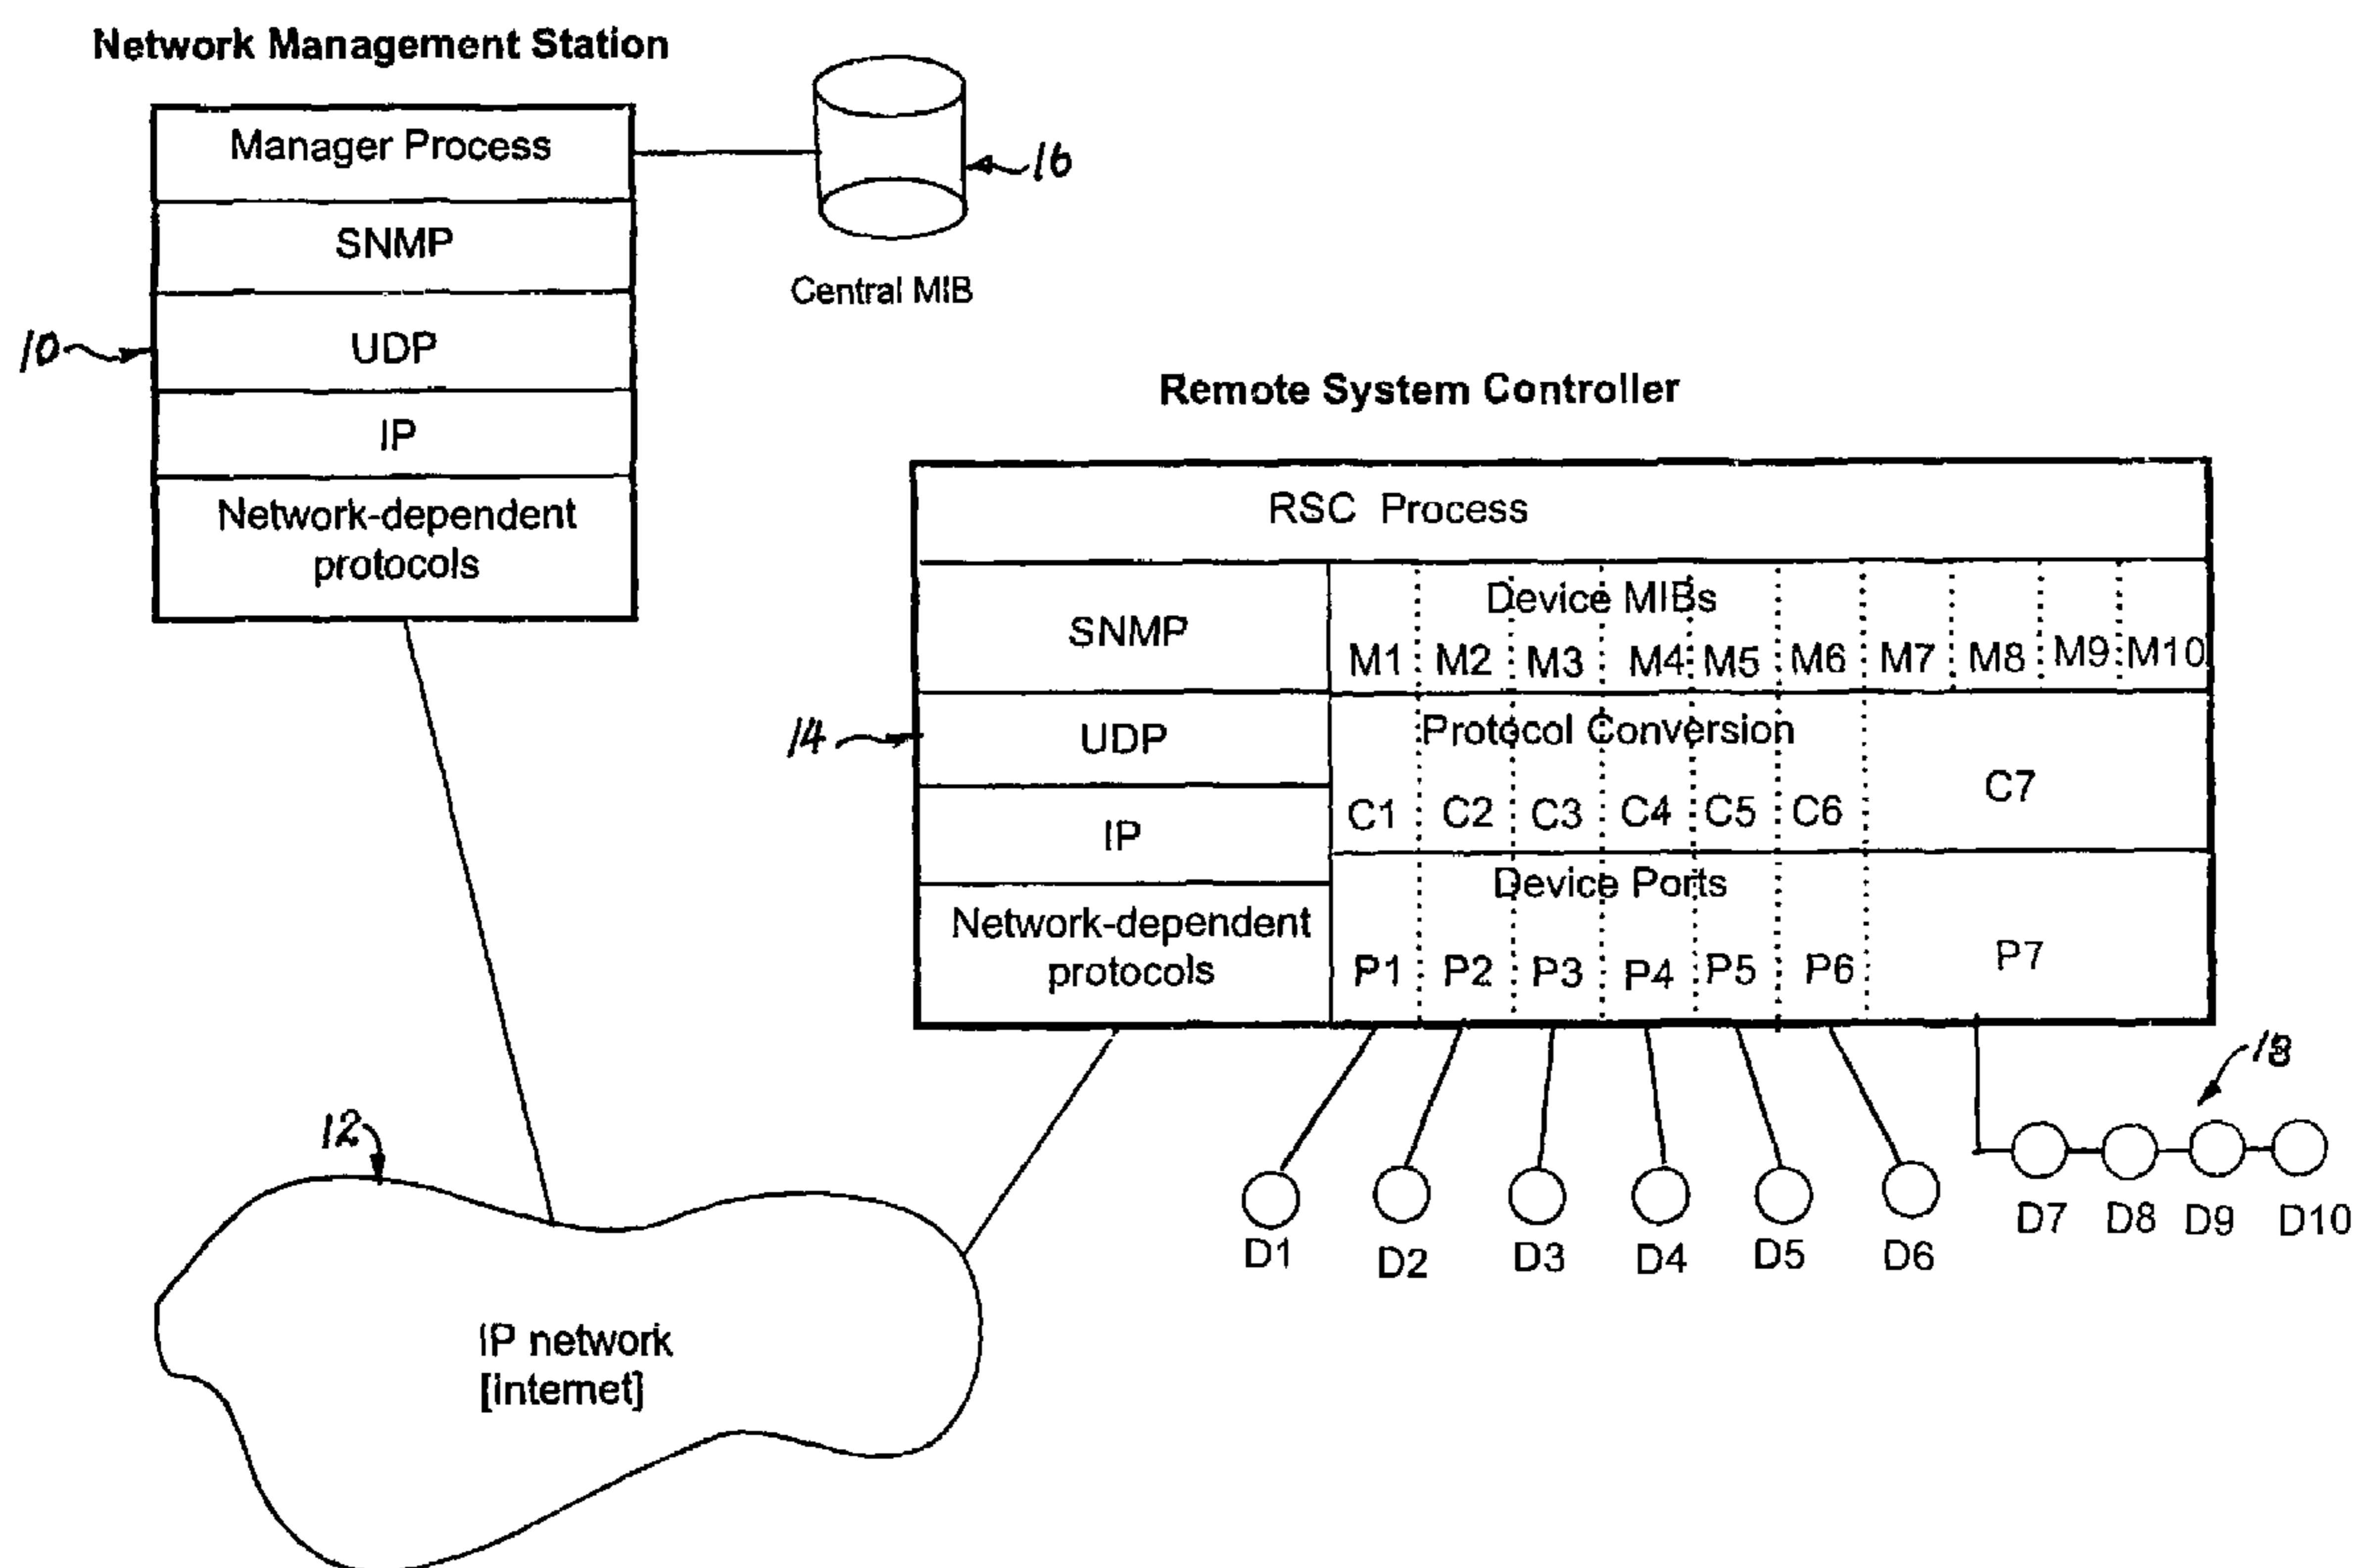 Network Management Station
Manager Process
SNMP
UDP
IP
Network-dependent
protocols
10
16
Central MIB
Remote System Controller
RSC Process
SNMP
UDP
IP
Network-dependent
protocols
14
Device MIBs
M1 M2 M3 M4 M5 M6 M7 M8 M9 M10
Protocol Conversion
C1 C2 C3 C4 C5 C6 C7
Device Ports
P1 P2 P3 P4 P5 P6 P7
18
D1 D2 D3 D4 D5 D6 D7 D8 D9 D10
12
IP network
[internet]